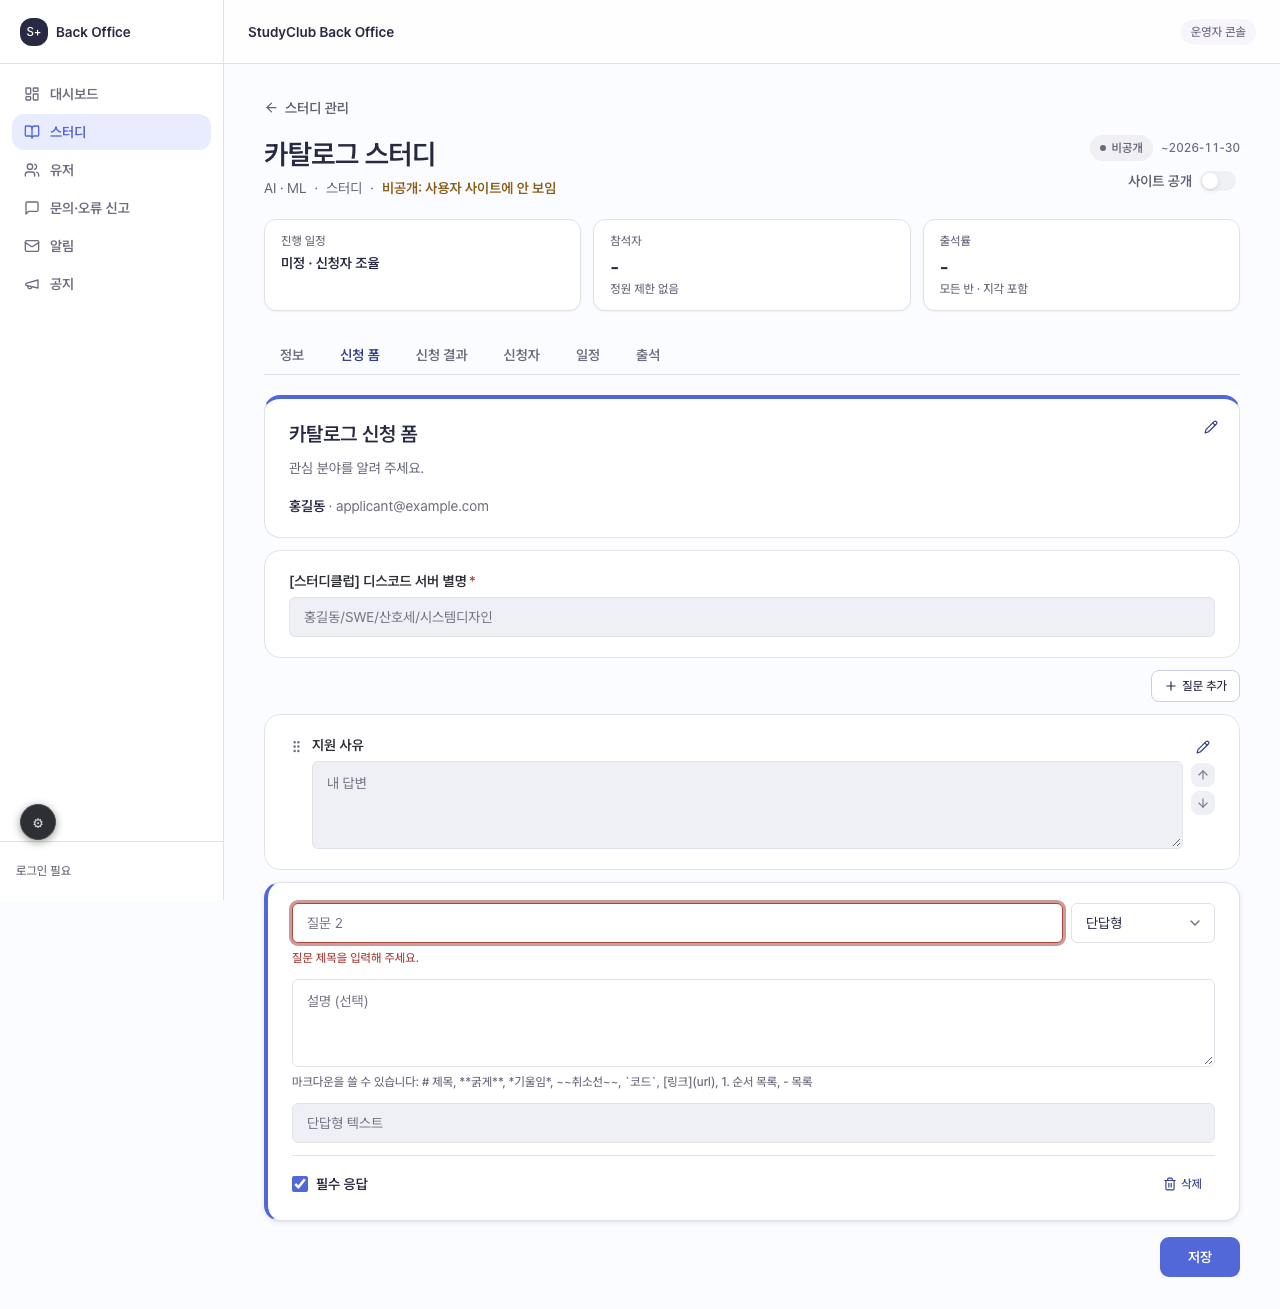 S+ Back Office
StudyClub Back Office
운영자 콘솔
대시보드
스터디
유저
문의·오류 신고
알림
공지
로그인 필요
← 스터디 관리
카탈로그 스터디
비공개 ~2026-11-30
AI · ML · 스터디 · 비공개: 사용자 사이트에 안 보임
사이트 공개
진행 일정
미정 · 신청자 조율
참석자
-
정원 제한 없음
출석률
-
모든 반 · 지각 포함
정보 신청 폼 신청 결과 신청자 일정 출석
카탈로그 신청 폼
관심 분야를 알려 주세요.
홍길동 · applicant@example.com
[스터디클럽] 디스코드 서버 별명 *
홍길동/SWE/산호세/시스템디자인
+ 질문 추가
지원 사유
내 답변
질문 2
단답형
질문 제목을 입력해 주세요.
설명 (선택)
마크다운을 쓸 수 있습니다: # 제목, **굵게**, *기울임*, ~~취소선~~, `코드`, [링크](url), 1. 순서 목록, - 목록
단답형 텍스트
필수 응답
삭제
저장